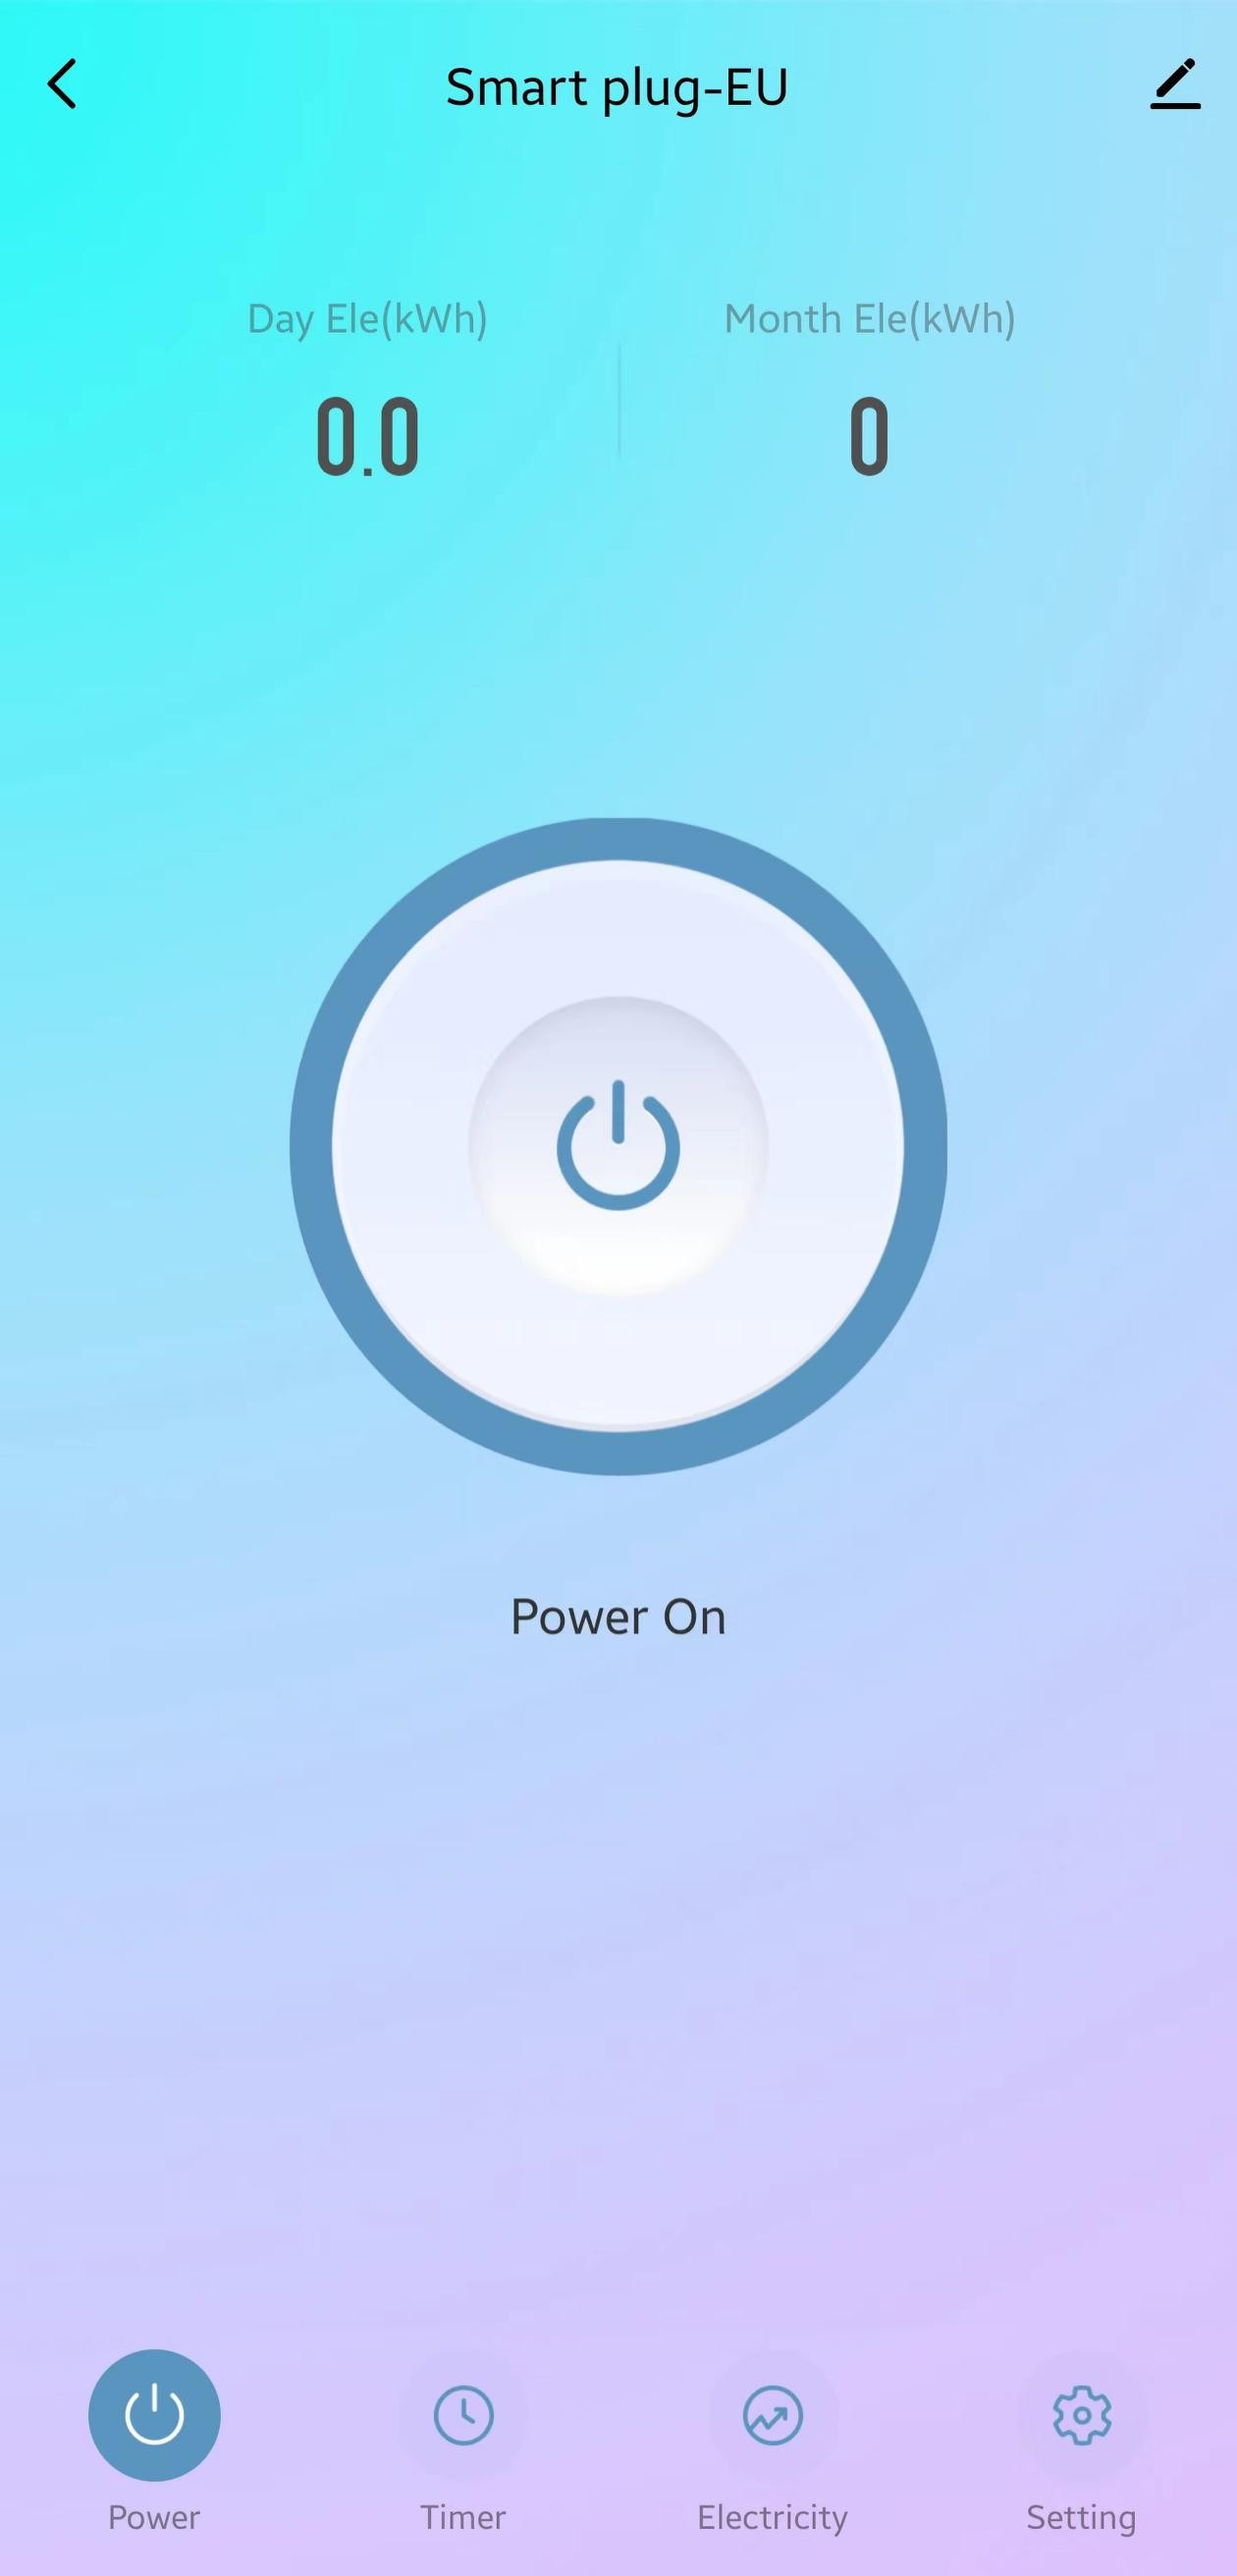 Smart plug-EU
Day Ele(kWh) Month Ele(kWh)
0.0 0
Power On
Power Timer Electricity Setting